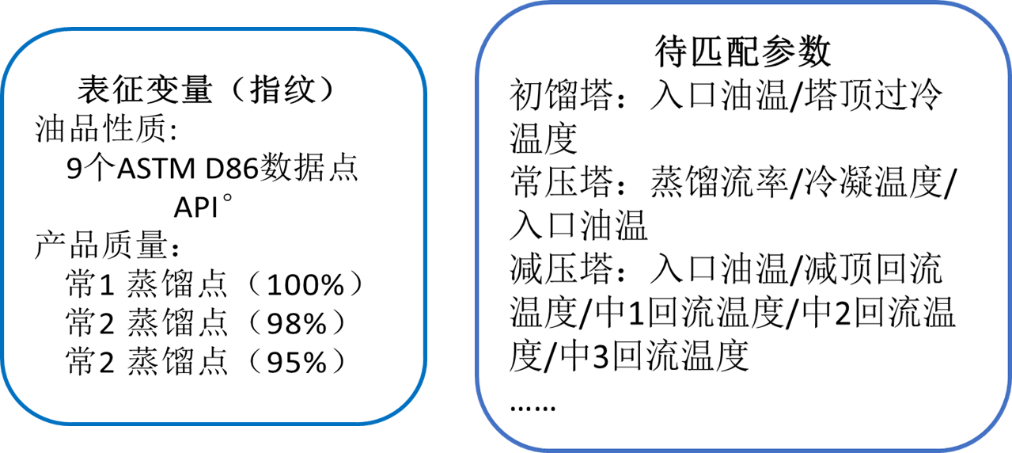 表征变量（指纹）
油品性质:
9个ASTM D86数据点
API°
产品质量：
常1 蒸馏点（100%）
常2 蒸馏点（98%）
常2 蒸馏点（95%）
待匹配参数
初馏塔：入口油温/塔顶过冷
温度
常压塔：蒸馏流率/冷凝温度/
入口油温
减压塔：入口油温/减顶回流
温度/中1回流温度/中2回流温
度/中3回流温度
……